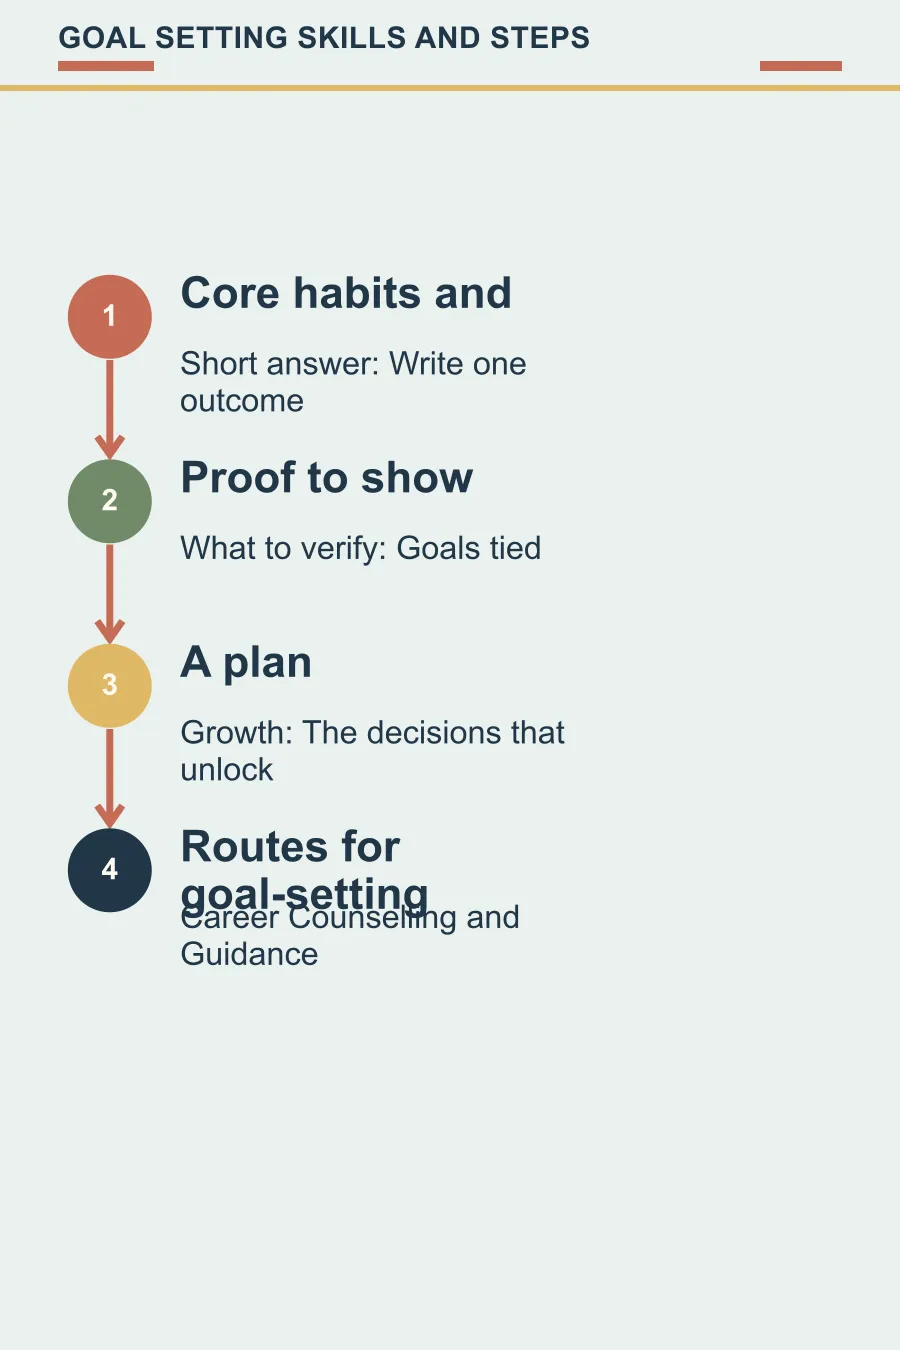 GOAL SETTING SKILLS AND STEPS
1
Core habits and
Short answer: Write one
outcome
2
Proof to show
What to verify: Goals tied
3
A plan
Growth: The decisions that
unlock
4
Routes for
goal-setting
Career Counselling and
Guidance